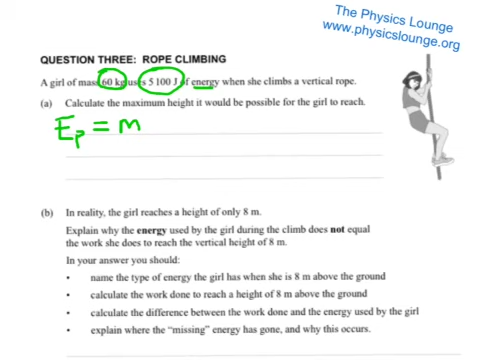 The Physics Lounge
www.physicslounge.org
QUESTION THREE: ROPE CLIMBING
A girl of mass 60 kg uses 5 100 J of energy when she climbs a vertical rope.
(a) Calculate the maximum height it would be possible for the girl to reach.
Ep = m
(b) In reality, the girl reaches a height of only 8 m.
Explain why the energy used by the girl during the climb does not equal
the work she does to reach the vertical height of 8 m.
In your answer you should:
• name the type of energy the girl has when she is 8 m above the ground
• calculate the work done to reach a height of 8 m above the ground
• calculate the difference between the work done and the energy used by the girl
• explain where the "missing" energy has gone, and why this occurs.